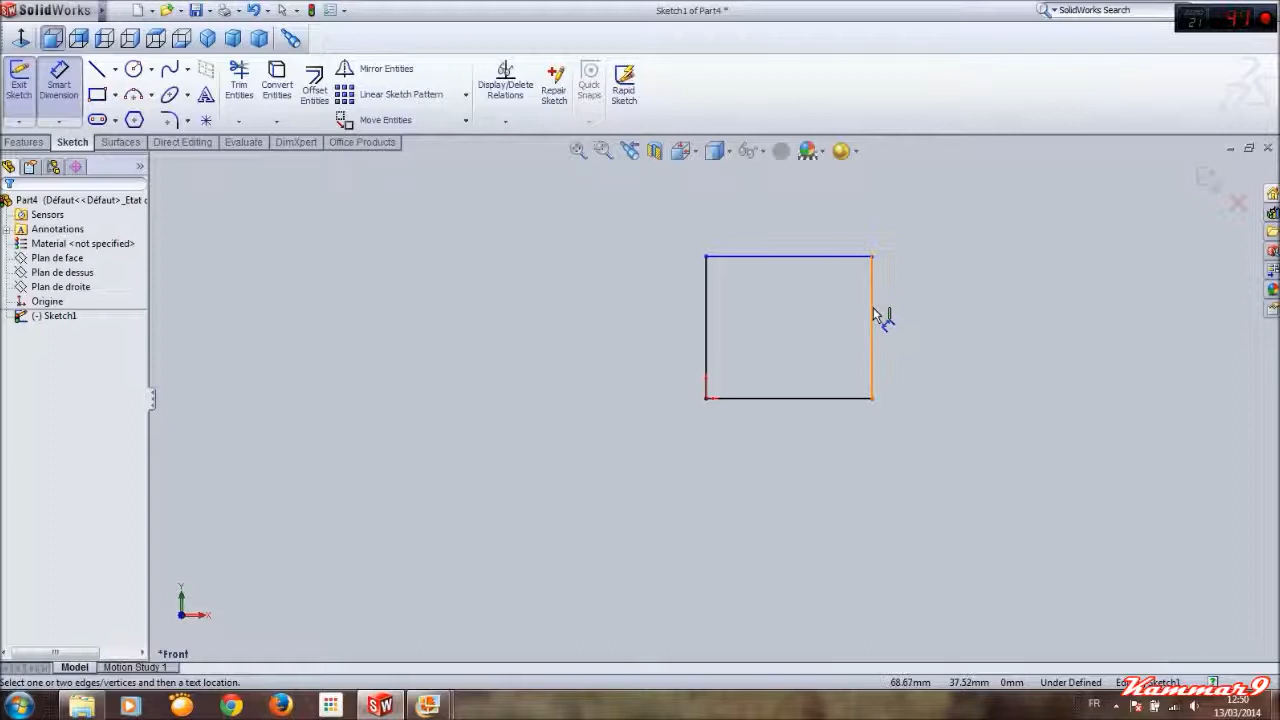 SolidWorks
Sketch1 of Part4 *
SolidWorks Search
21
47
Exit Sketch
Smart Dimension
Trim Entities
Convert Entities
Offset Entities
Mirror Entities
Linear Sketch Pattern
Move Entities
Display/Delete Relations
Repair Sketch
Quick Snaps
Rapid Sketch
Features
Sketch
Surfaces
Direct Editing
Evaluate
DimXpert
Office Products
Part4 (Défaut<<Défaut>_Etat
Sensors
Annotations
Material <not specified>
Plan de face
Plan de dessus
Plan de droite
Origine
(-) Sketch1
Y
X
*Front
Model
Motion Study 1
Select one or two edges/vertices and then a text location.
68.67mm
37.52mm
0mm
Under Defined
Kammar9
FR
12:50
13/03/2014